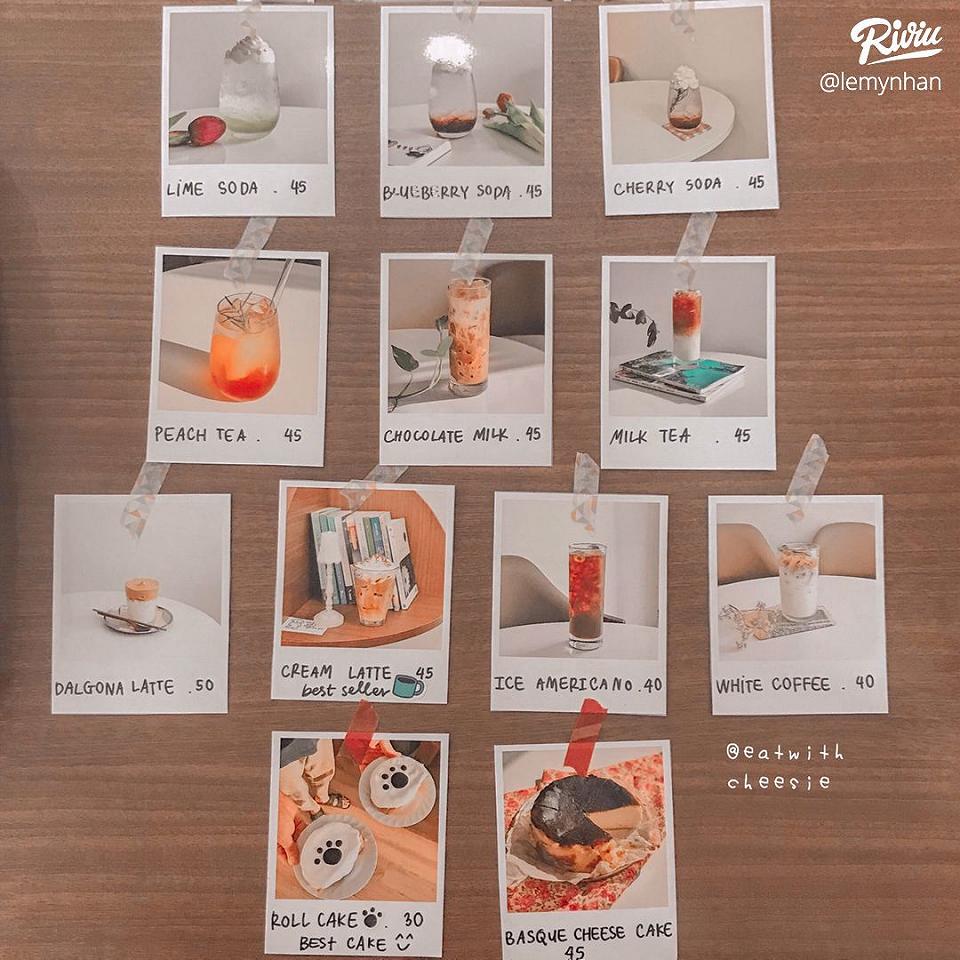 Riviu
@lemynhan
LiME SODA . 45
BLUEBERRY SODA . 45
CHERRY SODA . 45
PEACH TEA . 45
CHOCOLATE MILK . 45
MILK TEA . 45
DALGONA LATTE . 50
CREAM LATTE 45
best seller
ICE AMERICANO . 40
WHITE COFFEE . 40
@eatwith
cheesie
ROLL CAKE . 30
BEST CAKE
BASQUE CHEESE CAKE
45